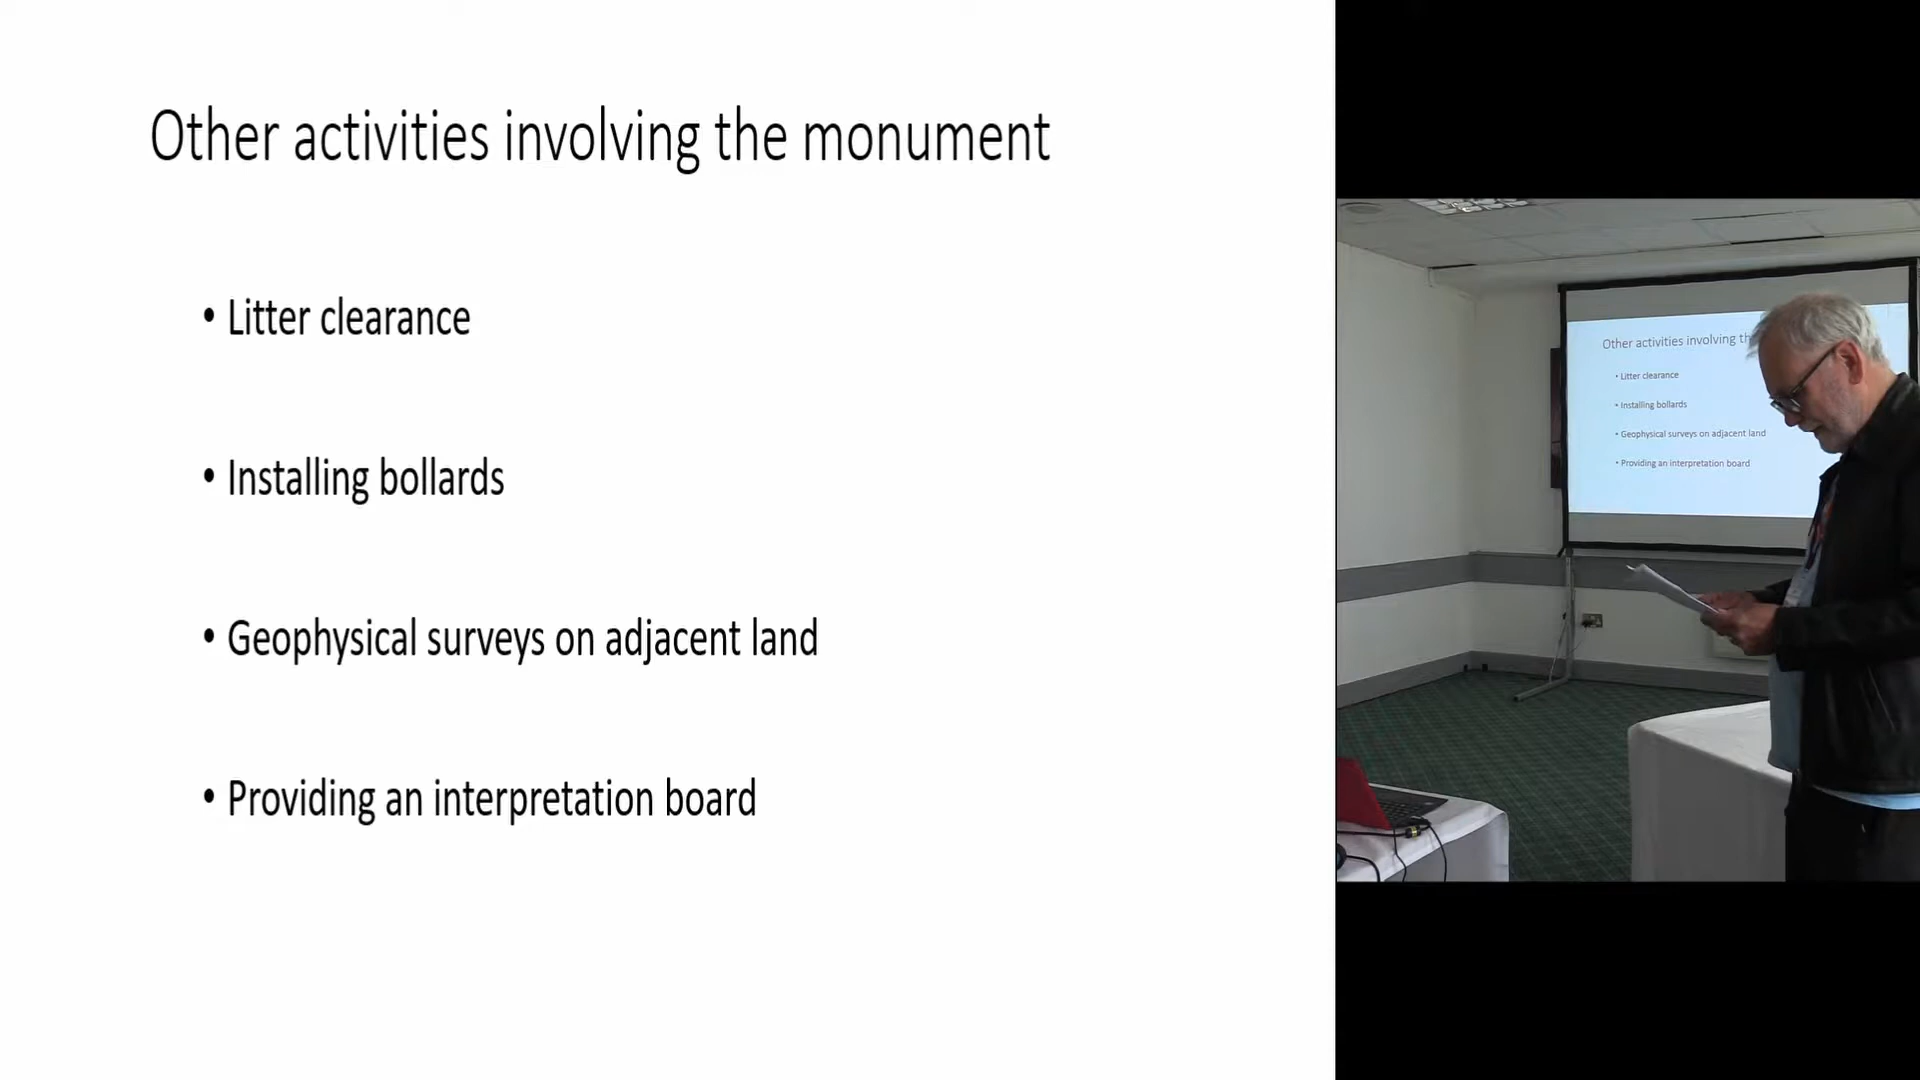 Other activities involving the monument
• Litter clearance
• Installing bollards
• Geophysical surveys on adjacent land
• Providing an interpretation board
Other activities involving th
• Litter clearance
• Installing bollards
• Geophysical surveys on adjacent land
• Providing an interpretation board